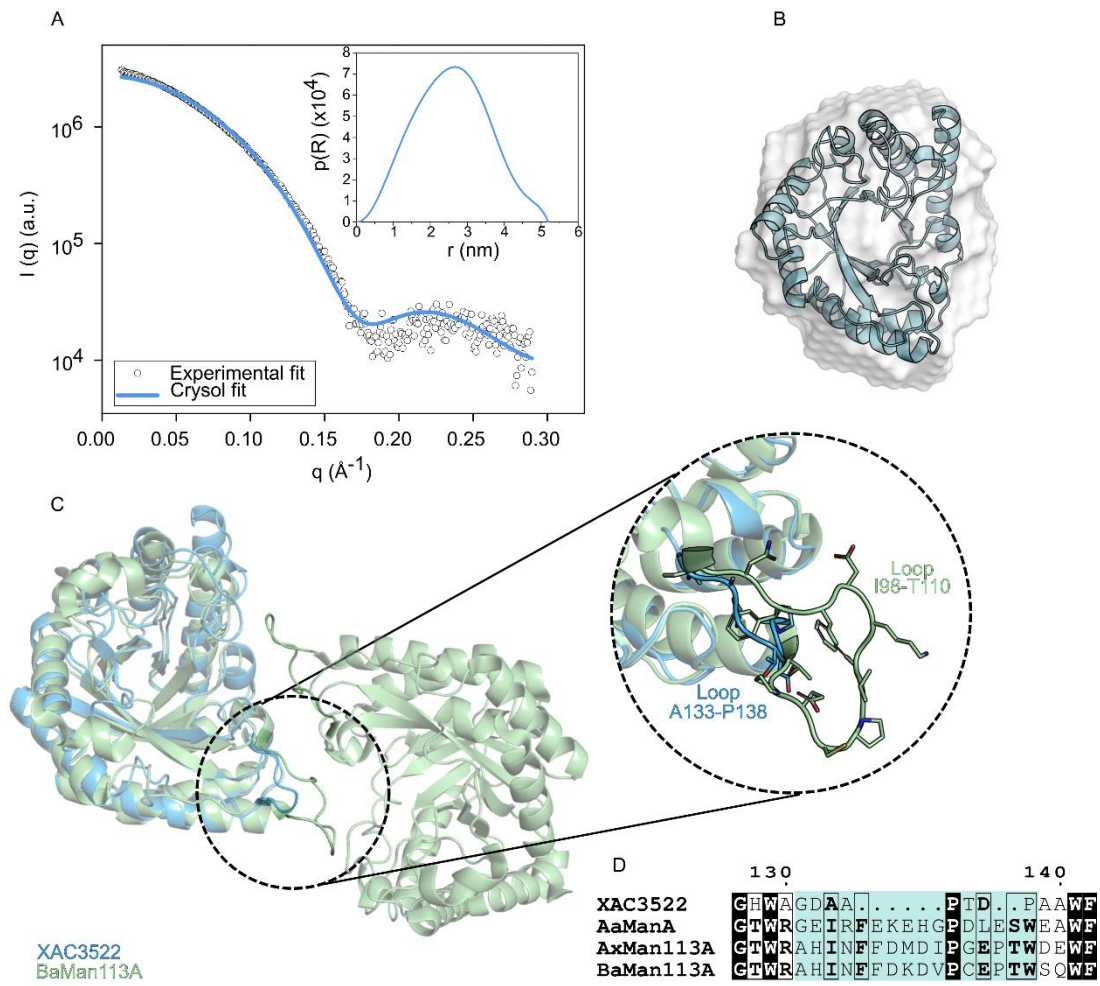 A
B
8
7
6
5
4
3
2
1
0
p(R) (x10⁴)
0 1 2 3 4 5 6
r (nm)
10⁶
10⁵
10⁴
I (q) (a.u.)
Experimental fit
Crysol fit
0.00 0.05 0.10 0.15 0.20 0.25 0.30
q (Å⁻¹)
C
Loop
I98-T110
Loop
A133-P138
XAC3522
BaMan113A
D
130 140
XAC3522 GHWAGDAA......PTD..PAAWF
AaManA GTWRGEIRFEKEHGPDLESWEAWF
AxMan113A GTWRAHINFFDMDIPGEPTWDEWF
BaMan113A GTWRAHINFFDKDVPCEPTWSQWF